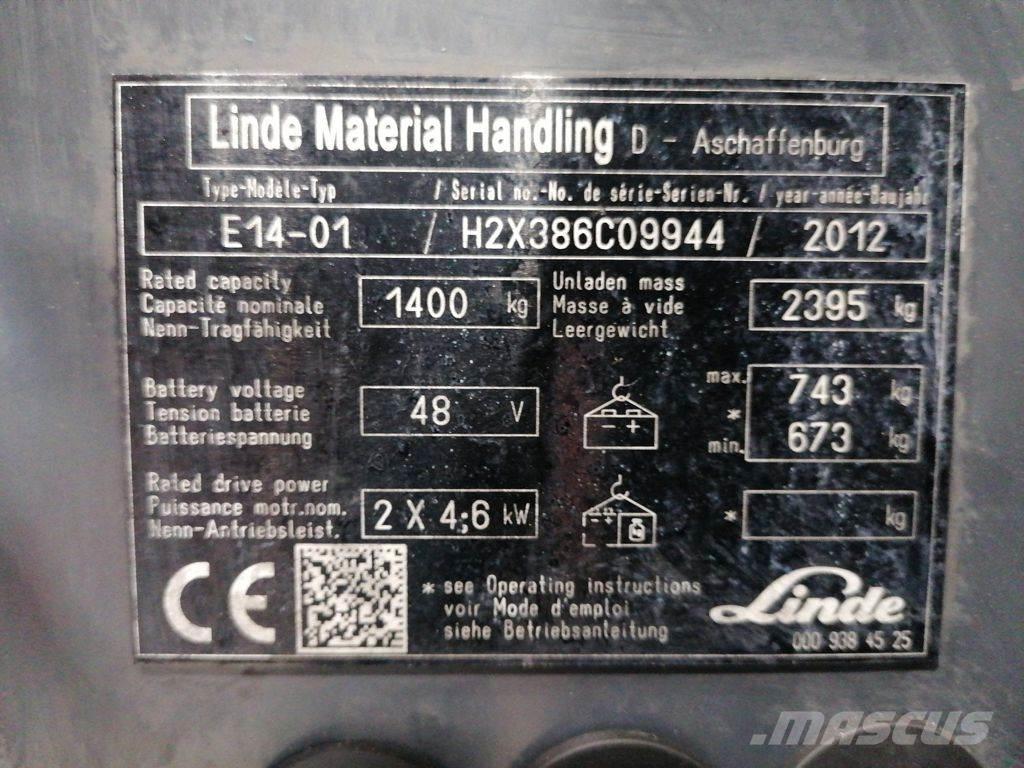 Linde Material Handling D - Aschaffenburg
Type-Modèle-Typ / Serial no.-No. de série-Serien-Nr. / year-année-Baujahr
E14-01 / H2X386C09944 / 2012
Rated capacity
Capacité nominale
Nenn-Tragfähigkeit
1400 kg
Unladen mass
Masse à vide
Leergewicht
2395 kg
Battery voltage
Tension batterie
Batteriespannung
48 V
- +
max. 743 kg
*
min. 673 kg
Rated drive power
Puissance motr.nom.
Nenn-Antriebsleist.
2 X 4;6 kW
- +
* kg
CE
* see Operating instructions
voir Mode d'emploi
siehe Betriebsanleitung
Linde
000 938 45 25
.MASCUS